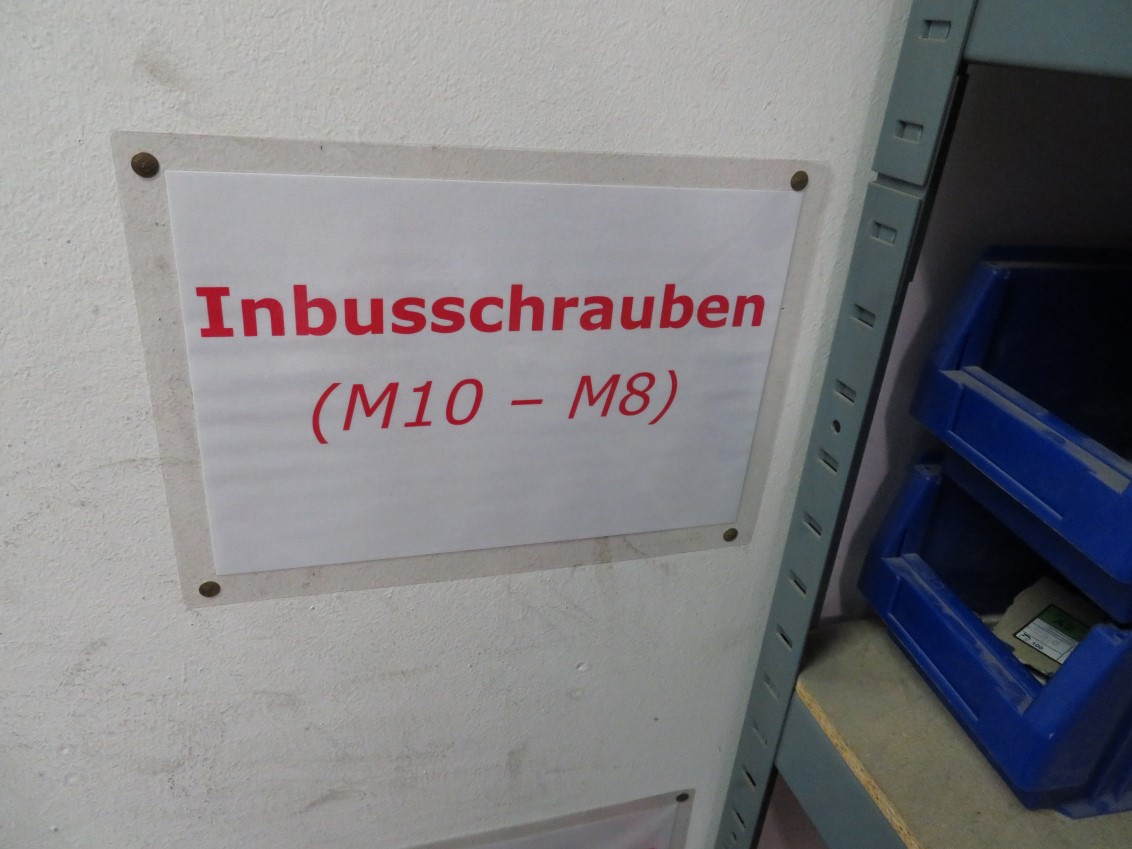 Inbusschrauben
(M10 – M8)